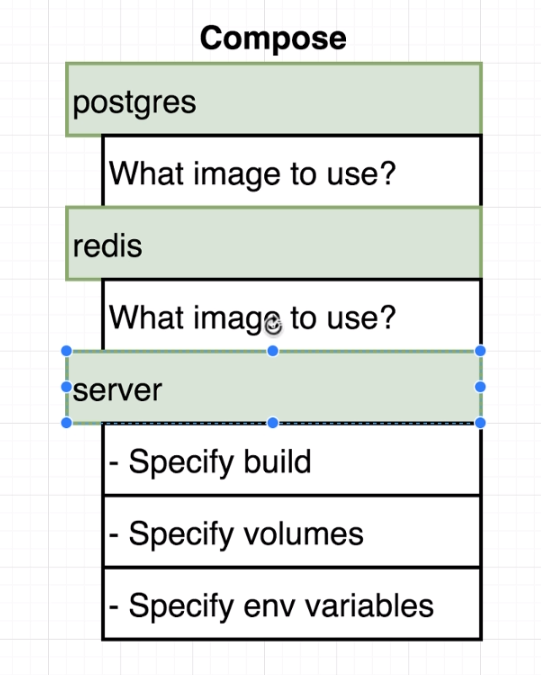 Compose
postgres
What image to use?
redis
What image to use?
server
- Specify build
- Specify volumes
- Specify env variables